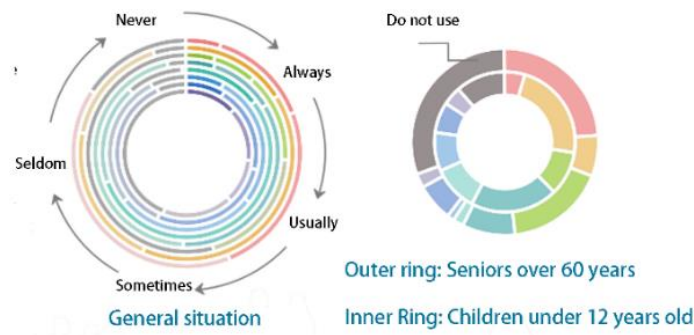 Never
Always
Usually
Sometimes
Seldom
General situation
Do not use
Outer ring: Seniors over 60 years
Inner Ring: Children under 12 years old